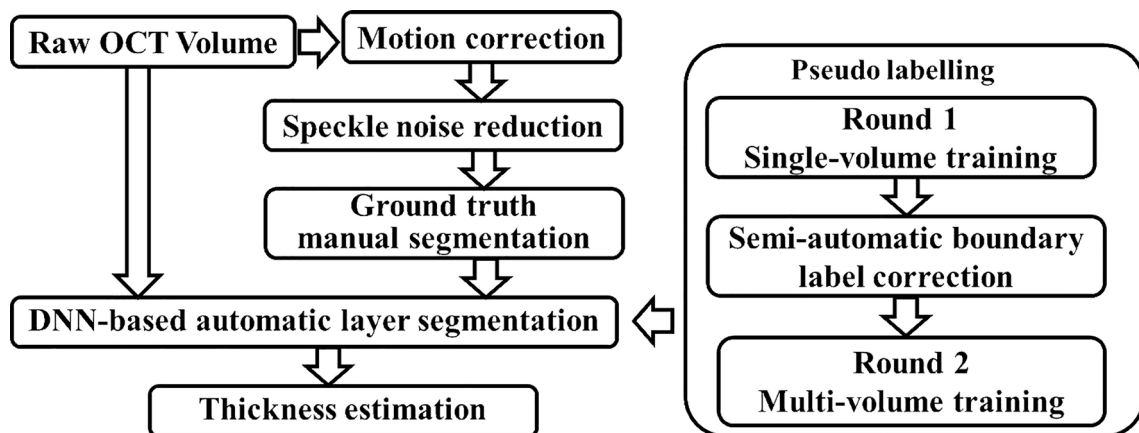 Raw OCT Volume
Motion correction
Speckle noise reduction
Ground truth
manual segmentation
DNN-based automatic layer segmentation
Thickness estimation
Pseudo labelling
Round 1
Single-volume training
Semi-automatic boundary
label correction
Round 2
Multi-volume training